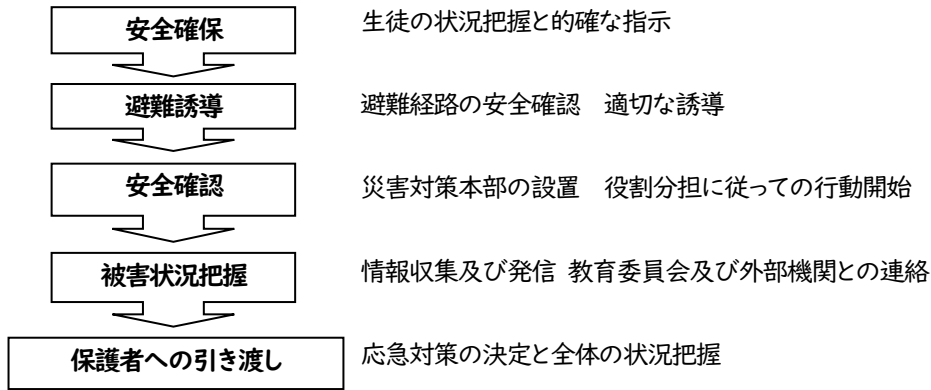 安全確保 生徒の状況把握と的確な指示
避難誘導 避難経路の安全確認 適切な誘導
安全確認 災害対策本部の設置 役割分担に従っての行動開始
被害状況把握 情報収集及び発信 教育委員会及び外部機関との連絡
保護者への引き渡し 応急対策の決定と全体の状況把握